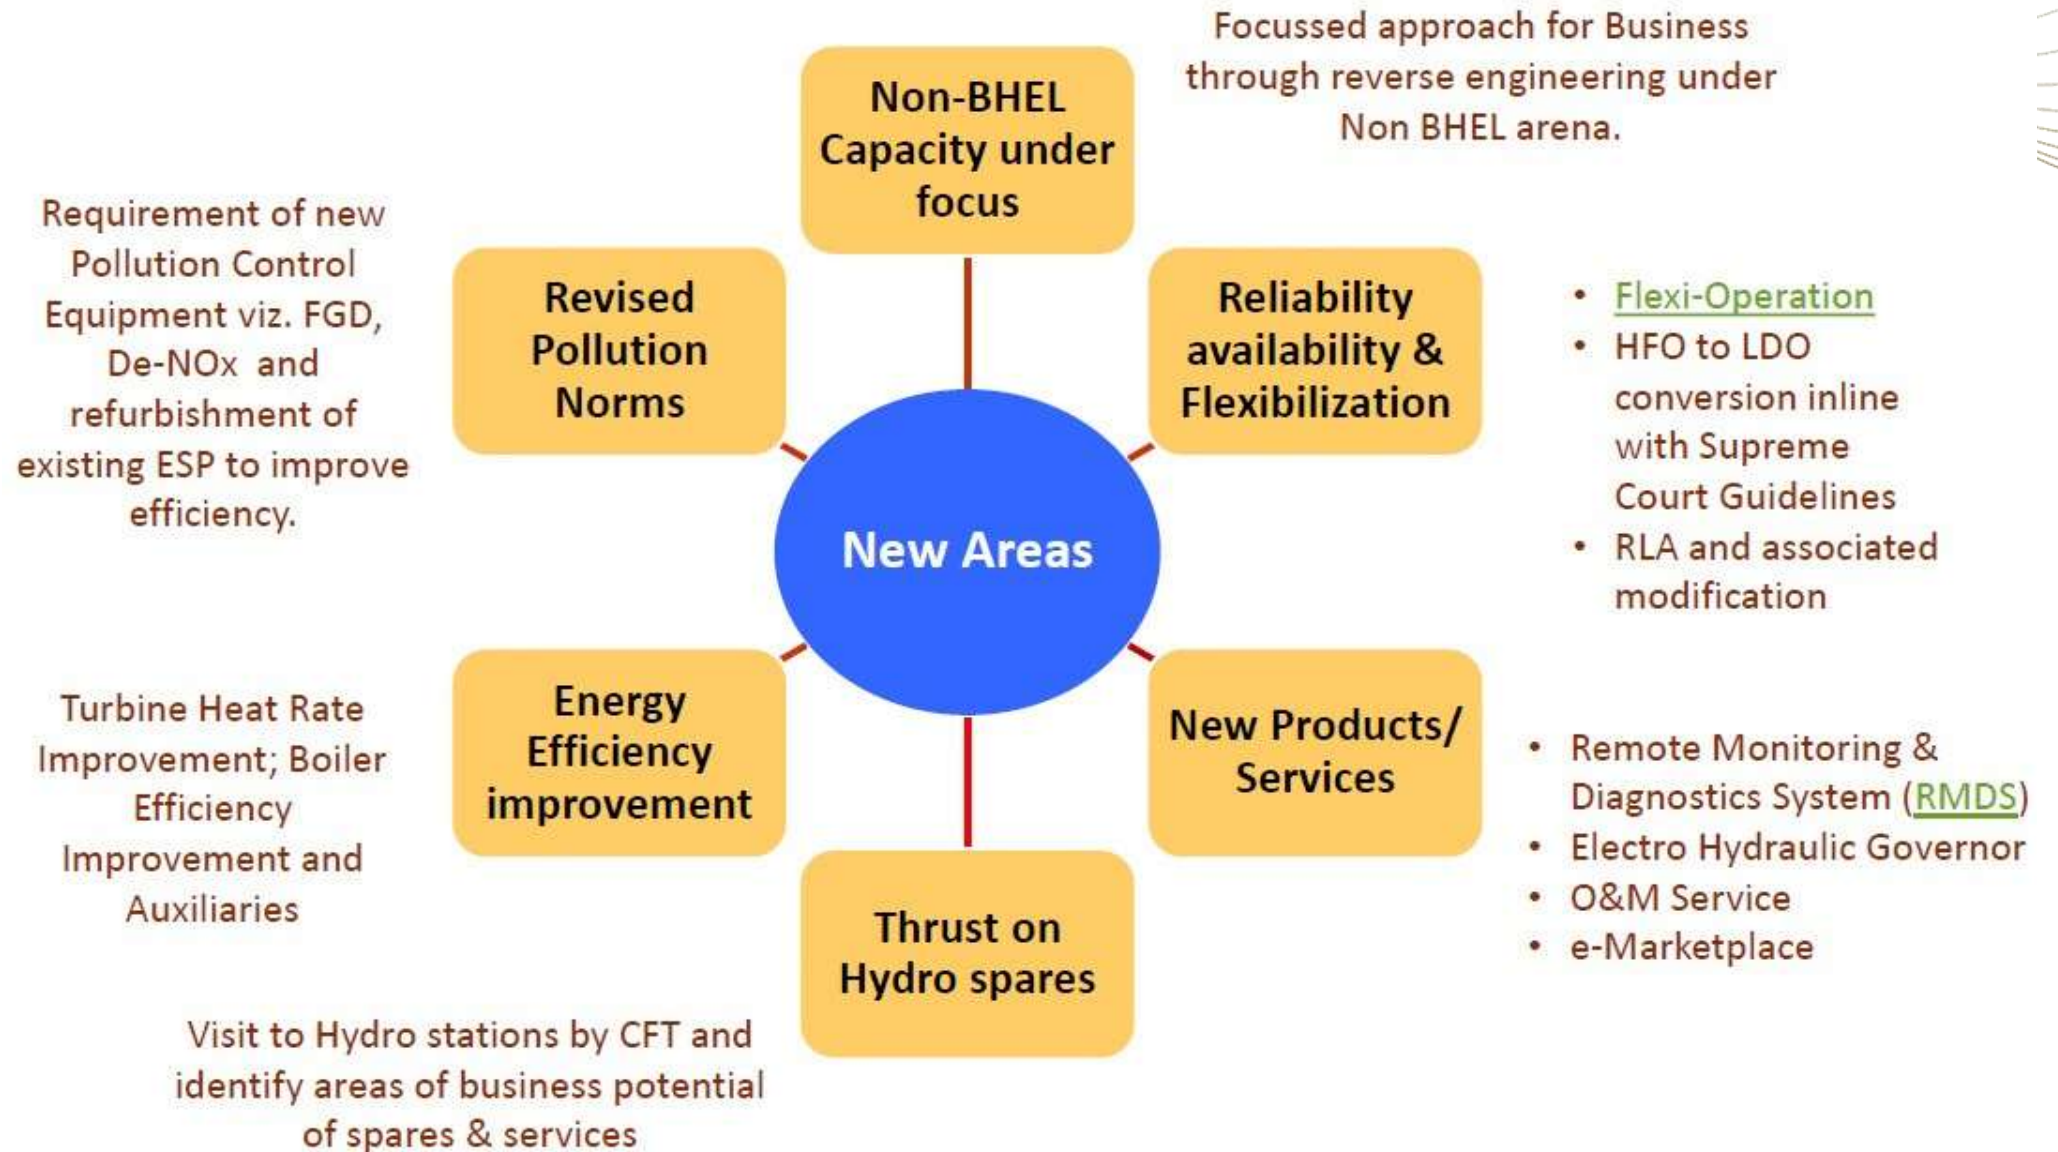 Focussed approach for Business
through reverse engineering under
Non BHEL arena.
Non-BHEL
Capacity under
focus
Requirement of new
Pollution Control
Equipment viz. FGD,
De-NOx and
refurbishment of
existing ESP to improve
efficiency.
Revised
Pollution
Norms
Reliability
availability &
Flexibilization
• Flexi-Operation
• HFO to LDO
conversion inline
with Supreme
Court Guidelines
• RLA and associated
modification
New Areas
Turbine Heat Rate
Improvement; Boiler
Efficiency
Improvement and
Auxiliaries
Energy
Efficiency
improvement
New Products/
Services
• Remote Monitoring &
Diagnostics System (RMDS)
• Electro Hydraulic Governor
• O&M Service
• e-Marketplace
Thrust on
Hydro spares
Visit to Hydro stations by CFT and
identify areas of business potential
of spares & services